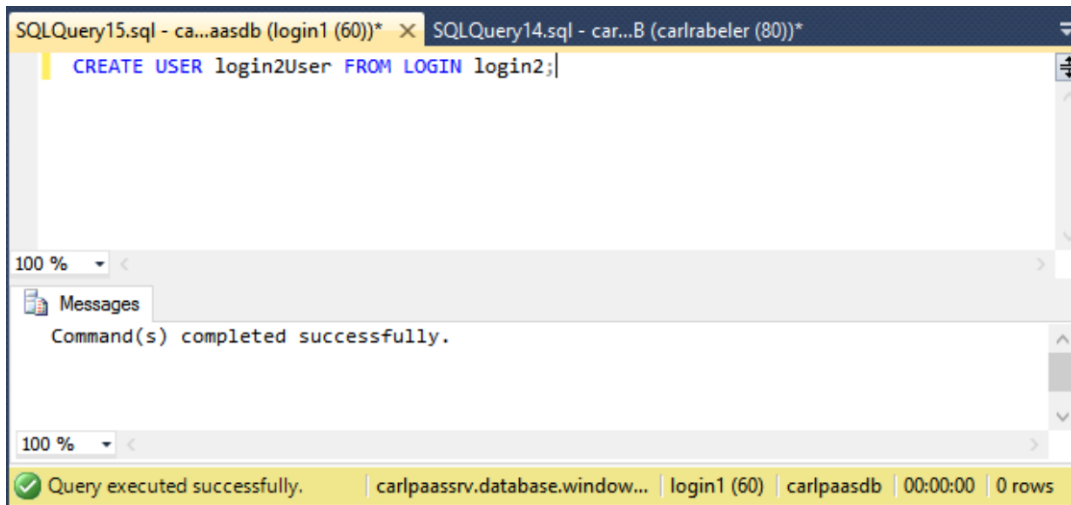 SQLQuery15.sql - ca...aasdb (login1 (60))* SQLQuery14.sql - car...B (carlrabeler (80))*
CREATE USER login2User FROM LOGIN login2;
100 %
Messages
Command(s) completed successfully.
100 %
Query executed successfully. carlpaassrv.database.window... login1 (60) carlpaasdb 00:00:00 0 rows